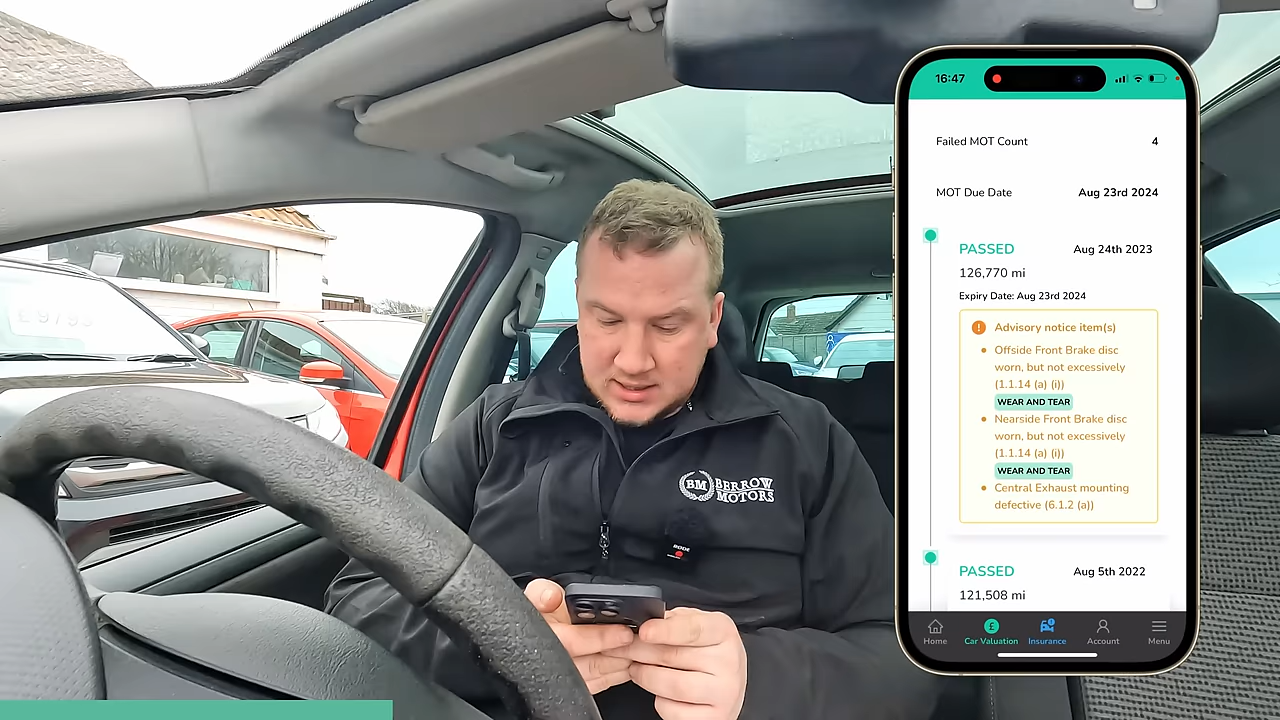 BM BERROW
MOTORS
RODE
16:47
Failed MOT Count 4
MOT Due Date Aug 23rd 2024
PASSED Aug 24th 2023
126,770 mi
Expiry Date: Aug 23rd 2024
Advisory notice item(s)
Offside Front Brake disc
worn, but not excessively
(1.1.14 (a) (i))
WEAR AND TEAR
Nearside Front Brake disc
worn, but not excessively
(1.1.14 (a) (i))
WEAR AND TEAR
Central Exhaust mounting
defective (6.1.2 (a))
PASSED Aug 5th 2022
121,508 mi
Home Car Valuation Insurance Account Menu